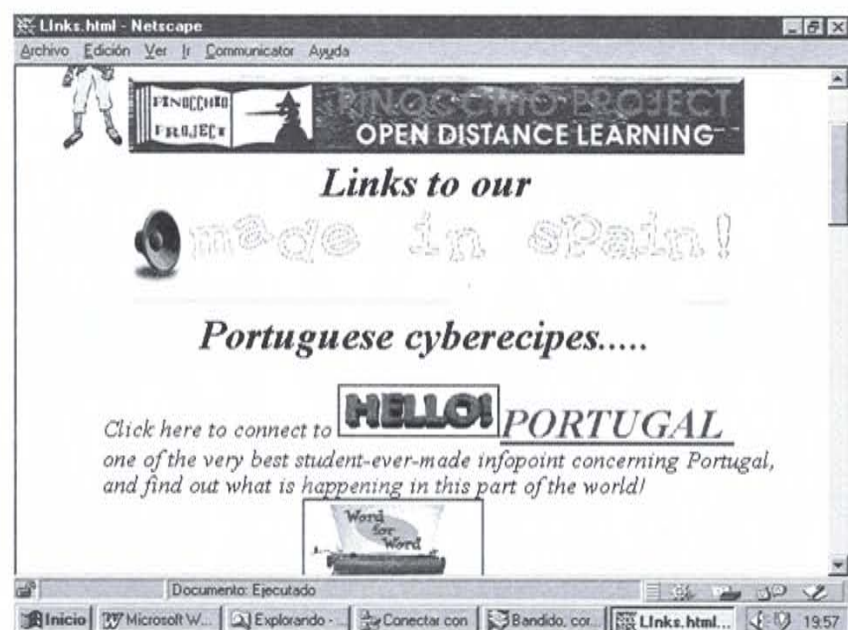 LInks.html - Netscape
Archivo Edición Ver Ir Communicator Ayuda
PINOCCHIO
PROJECT
PINOCCHIO PROJECT
OPEN DISTANCE LEARNING
Links to our
made in spain!
Portuguese cyberecipes.....
Click here to connect to HELLO! PORTUGAL
one of the very best student-ever-made infopoint concerning Portugal,
and find out what is happening in this part of the world!
Word
for
Word
Documento: Ejecutado
Inicio Microsoft W... Explorando - ... Conectar con Bandido, cor... LInks.html... 19:57